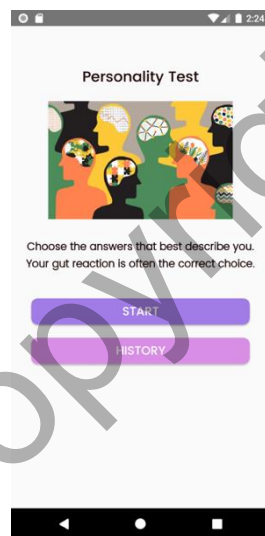 2:24
Personality Test
Choose the answers that best describe you.
Your gut reaction is often the correct choice.
START
HISTORY